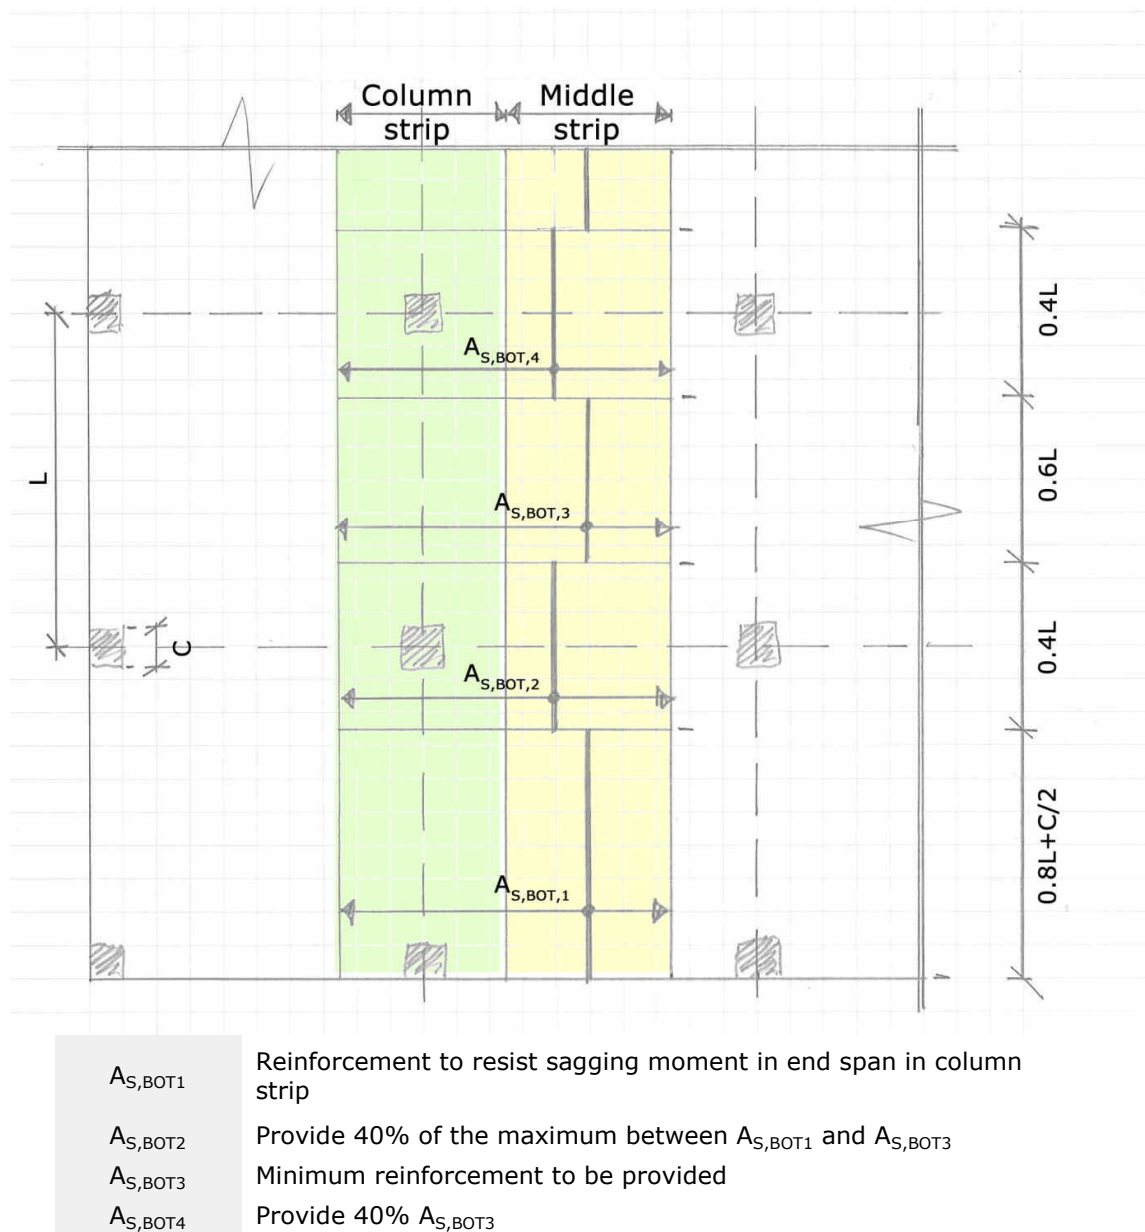 Column strip
Middle strip
0.4L
A_S,BOT,4
L
0.6L
A_S,BOT,3
C
0.4L
A_S,BOT,2
A_S,BOT,1
0.8L+C/2
A_S,BOT1 Reinforcement to resist sagging moment in end span in column
strip
A_S,BOT2 Provide 40% of the maximum between A_S,BOT1 and A_S,BOT3
A_S,BOT3 Minimum reinforcement to be provided
A_S,BOT4 Provide 40% A_S,BOT3